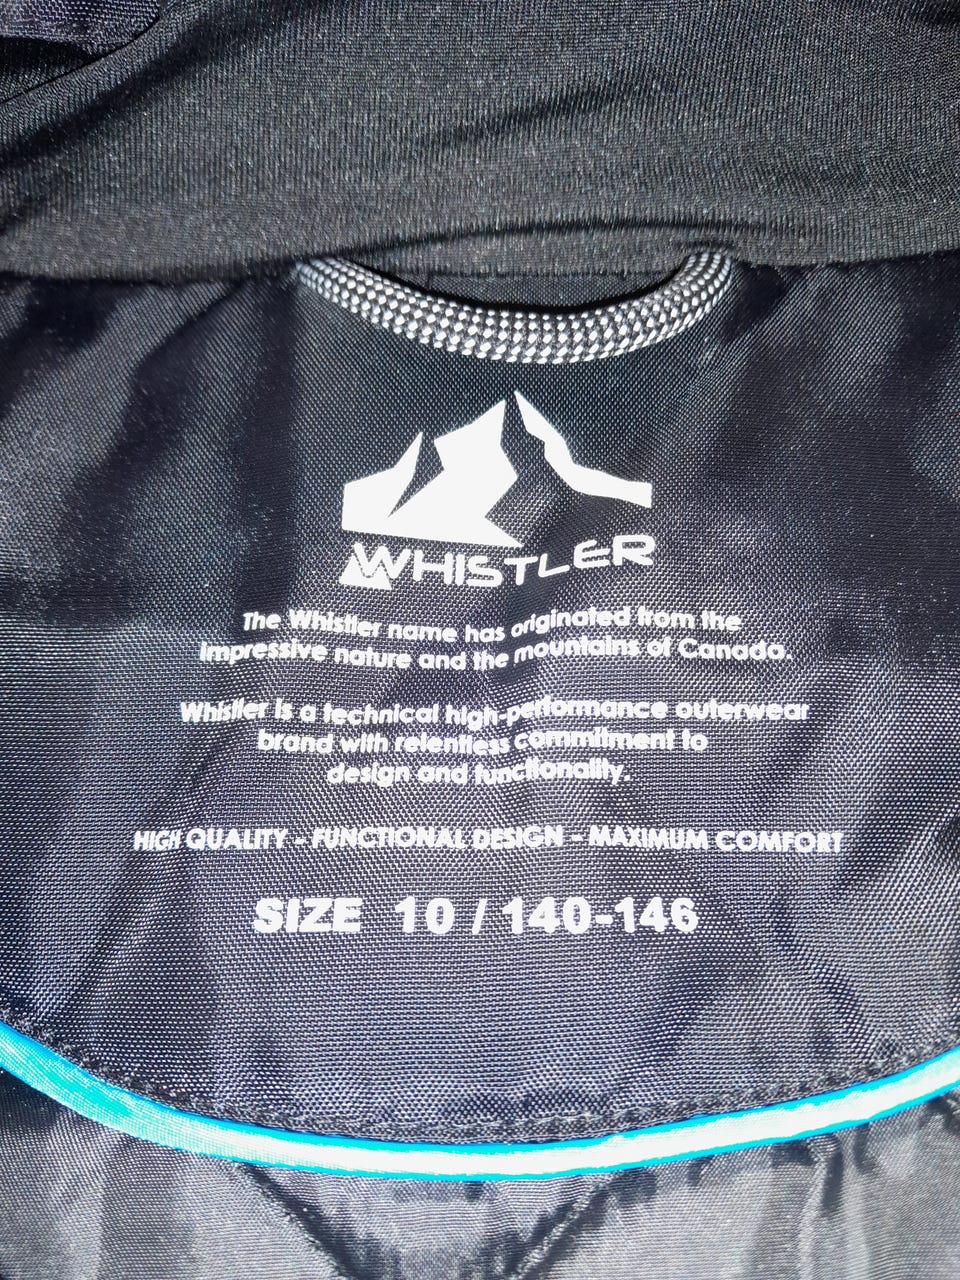 WHISTLER
The Whistler name has originated from the
impressive nature and the mountains of Canada.
Whistler is a technical high-performance outerwear
brand with relentless commitment to
design and functionality.
HIGH QUALITY - FUNCTIONAL DESIGN - MAXIMUM COMFORT
SIZE 10 / 140-146